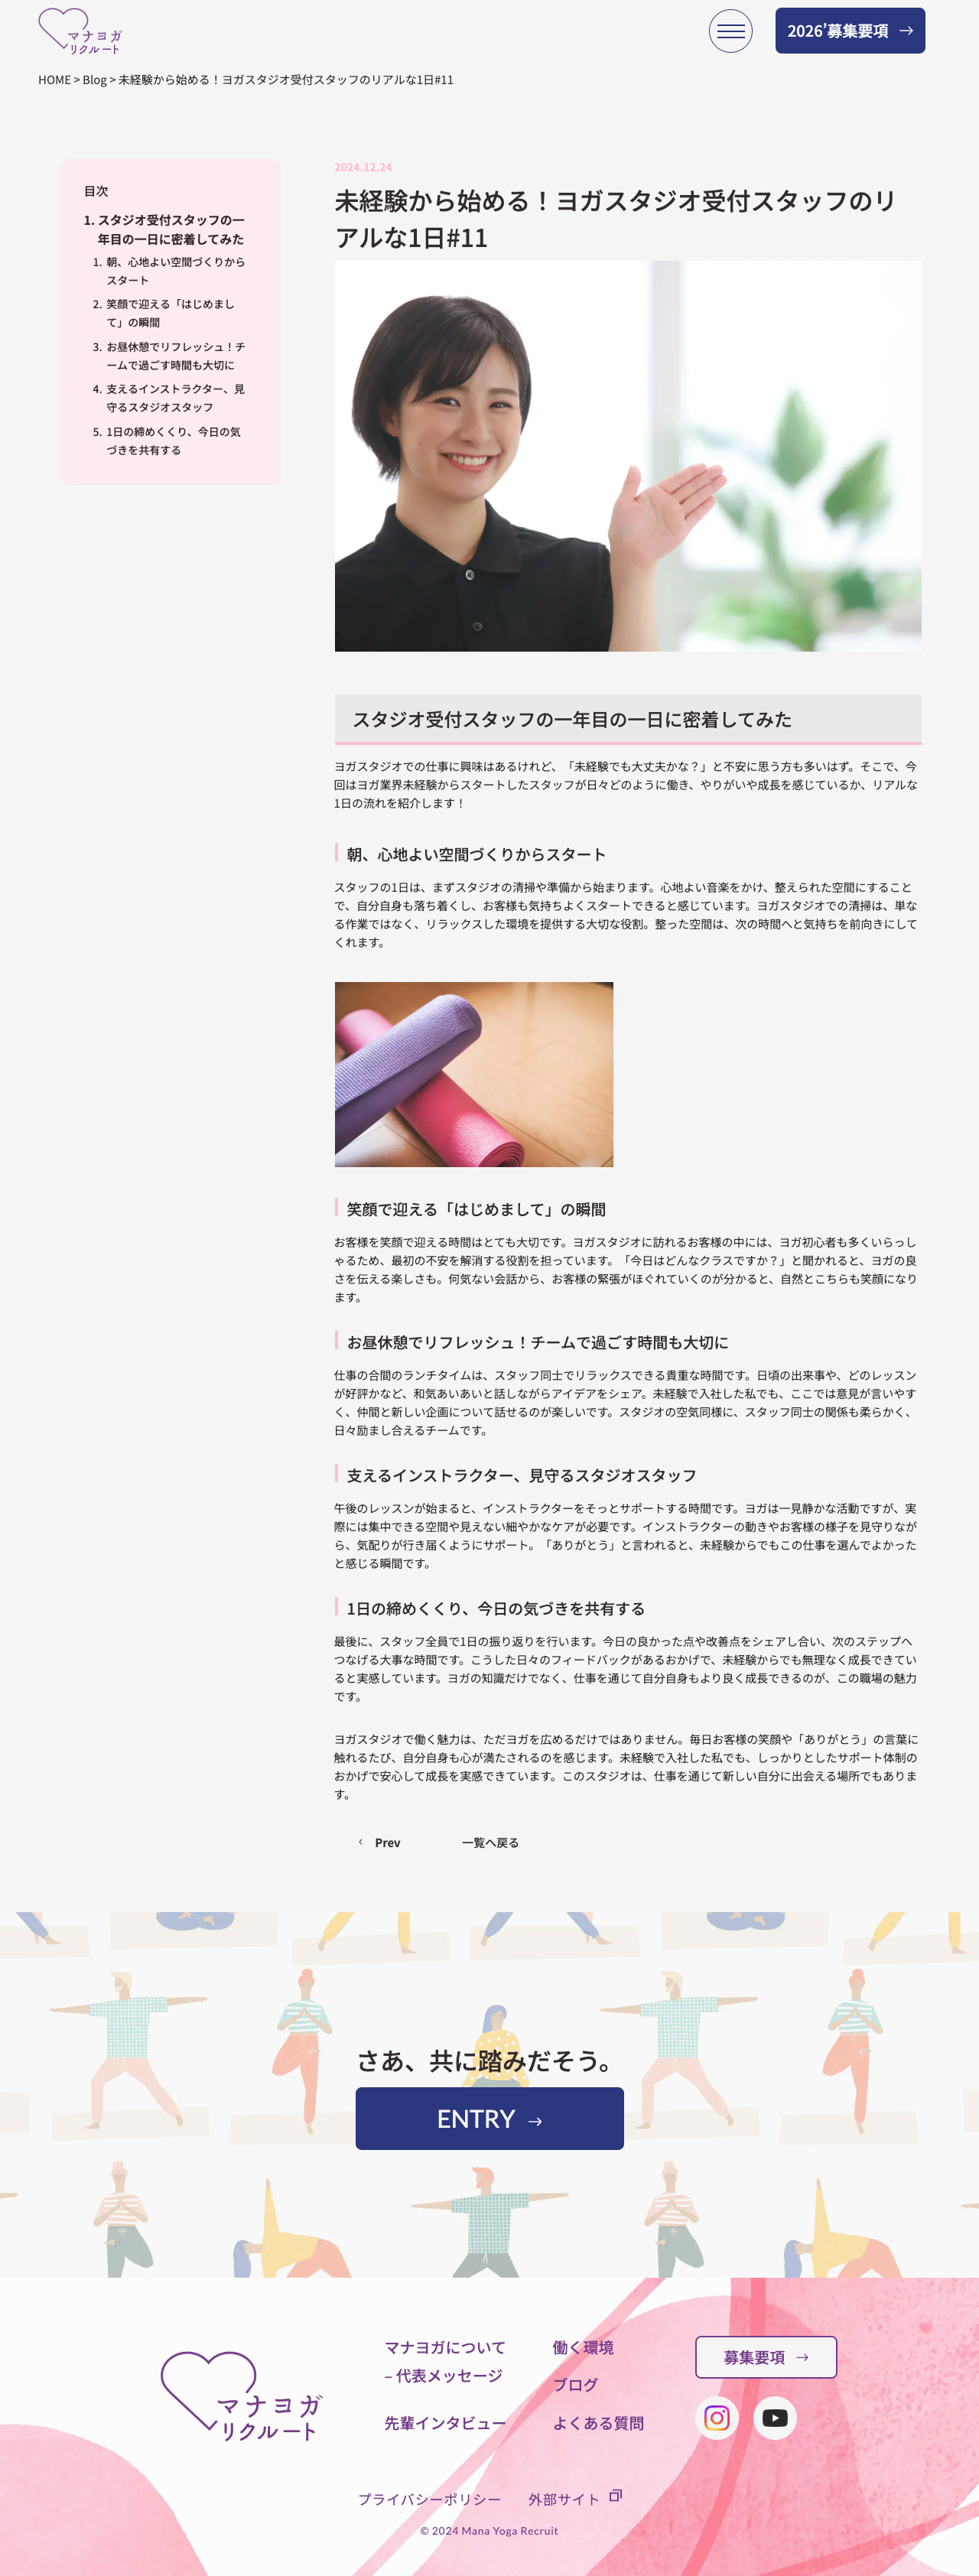 マナヨガ
リクルート
2026’募集要項 →
HOME > Blog > 未経験から始める！ヨガスタジオ受付スタッフのリアルな1日#11
目次
1. スタジオ受付スタッフの一
年目の一日に密着してみた
1. 朝、心地よい空間づくりから
スタート
2. 笑顔で迎える「はじめまし
て」の瞬間
3. お昼休憩でリフレッシュ！チ
ームで過ごす時間も大切に
4. 支えるインストラクター、見
守るスタジオスタッフ
5. 1日の締めくくり、今日の気
づきを共有する
2024.12.24
未経験から始める！ヨガスタジオ受付スタッフのリ
アルな1日#11
スタジオ受付スタッフの一年目の一日に密着してみた
ヨガスタジオでの仕事に興味はあるけれど、「未経験でも大丈夫かな？」と不安に思う方も多いはず。そこで、今
回はヨガ業界未経験からスタートしたスタッフが日々どのように働き、やりがいや成長を感じているか、リアルな
1日の流れを紹介します！
朝、心地よい空間づくりからスタート
スタッフの1日は、まずスタジオの清掃や準備から始まります。心地よい音楽をかけ、整えられた空間にすること
で、自分自身も落ち着くし、お客様も気持ちよくスタートできると感じています。ヨガスタジオでの清掃は、単な
る作業ではなく、リラックスした環境を提供する大切な役割。整った空間は、次の時間へと気持ちを前向きにして
くれます。
笑顔で迎える「はじめまして」の瞬間
お客様を笑顔で迎える時間はとても大切です。ヨガスタジオに訪れるお客様の中には、ヨガ初心者も多くいらっし
ゃるため、最初の不安を解消する役割を担っています。「今日はどんなクラスですか？」と聞かれると、ヨガの良
さを伝える楽しさも。何気ない会話から、お客様の緊張がほぐれていくのが分かると、自然とこちらも笑顔になり
ます。
お昼休憩でリフレッシュ！チームで過ごす時間も大切に
仕事の合間のランチタイムは、スタッフ同士でリラックスできる貴重な時間です。日頃の出来事や、どのレッスン
が好評かなど、和気あいあいと話しながらアイデアをシェア。未経験で入社した私でも、ここでは意見が言いやす
く、仲間と新しい企画について話せるのが楽しいです。スタジオの空気同様に、スタッフ同士の関係も柔らかく、
日々励まし合えるチームです。
支えるインストラクター、見守るスタジオスタッフ
午後のレッスンが始まると、インストラクターをそっとサポートする時間です。ヨガは一見静かな活動ですが、実
際には集中できる空間や見えない細やかなケアが必要です。インストラクターの動きやお客様の様子を見守りなが
ら、気配りが行き届くようにサポート。「ありがとう」と言われると、未経験からでもこの仕事を選んでよかった
と感じる瞬間です。
1日の締めくくり、今日の気づきを共有する
最後に、スタッフ全員で1日の振り返りを行います。今日の良かった点や改善点をシェアし合い、次のステップへ
つなげる大事な時間です。こうした日々のフィードバックがあるおかげで、未経験からでも無理なく成長できてい
ると実感しています。ヨガの知識だけでなく、仕事を通じて自分自身もより良く成長できるのが、この職場の魅力
です。
ヨガスタジオで働く魅力は、ただヨガを広めるだけではありません。毎日お客様の笑顔や「ありがとう」の言葉に
触れるたび、自分自身も心が満たされるのを感じます。未経験で入社した私でも、しっかりとしたサポート体制の
おかげで安心して成長を実感できています。このスタジオは、仕事を通じて新しい自分に出会える場所でもありま
す。
Prev 一覧へ戻る
さあ、共に踏みだそう。
ENTRY →
マナヨガ
リクルート
マナヨガについて
– 代表メッセージ
先輩インタビュー
働く環境
ブログ
よくある質問
募集要項 →
プライバシーポリシー 外部サイト
© 2024 Mana Yoga Recruit